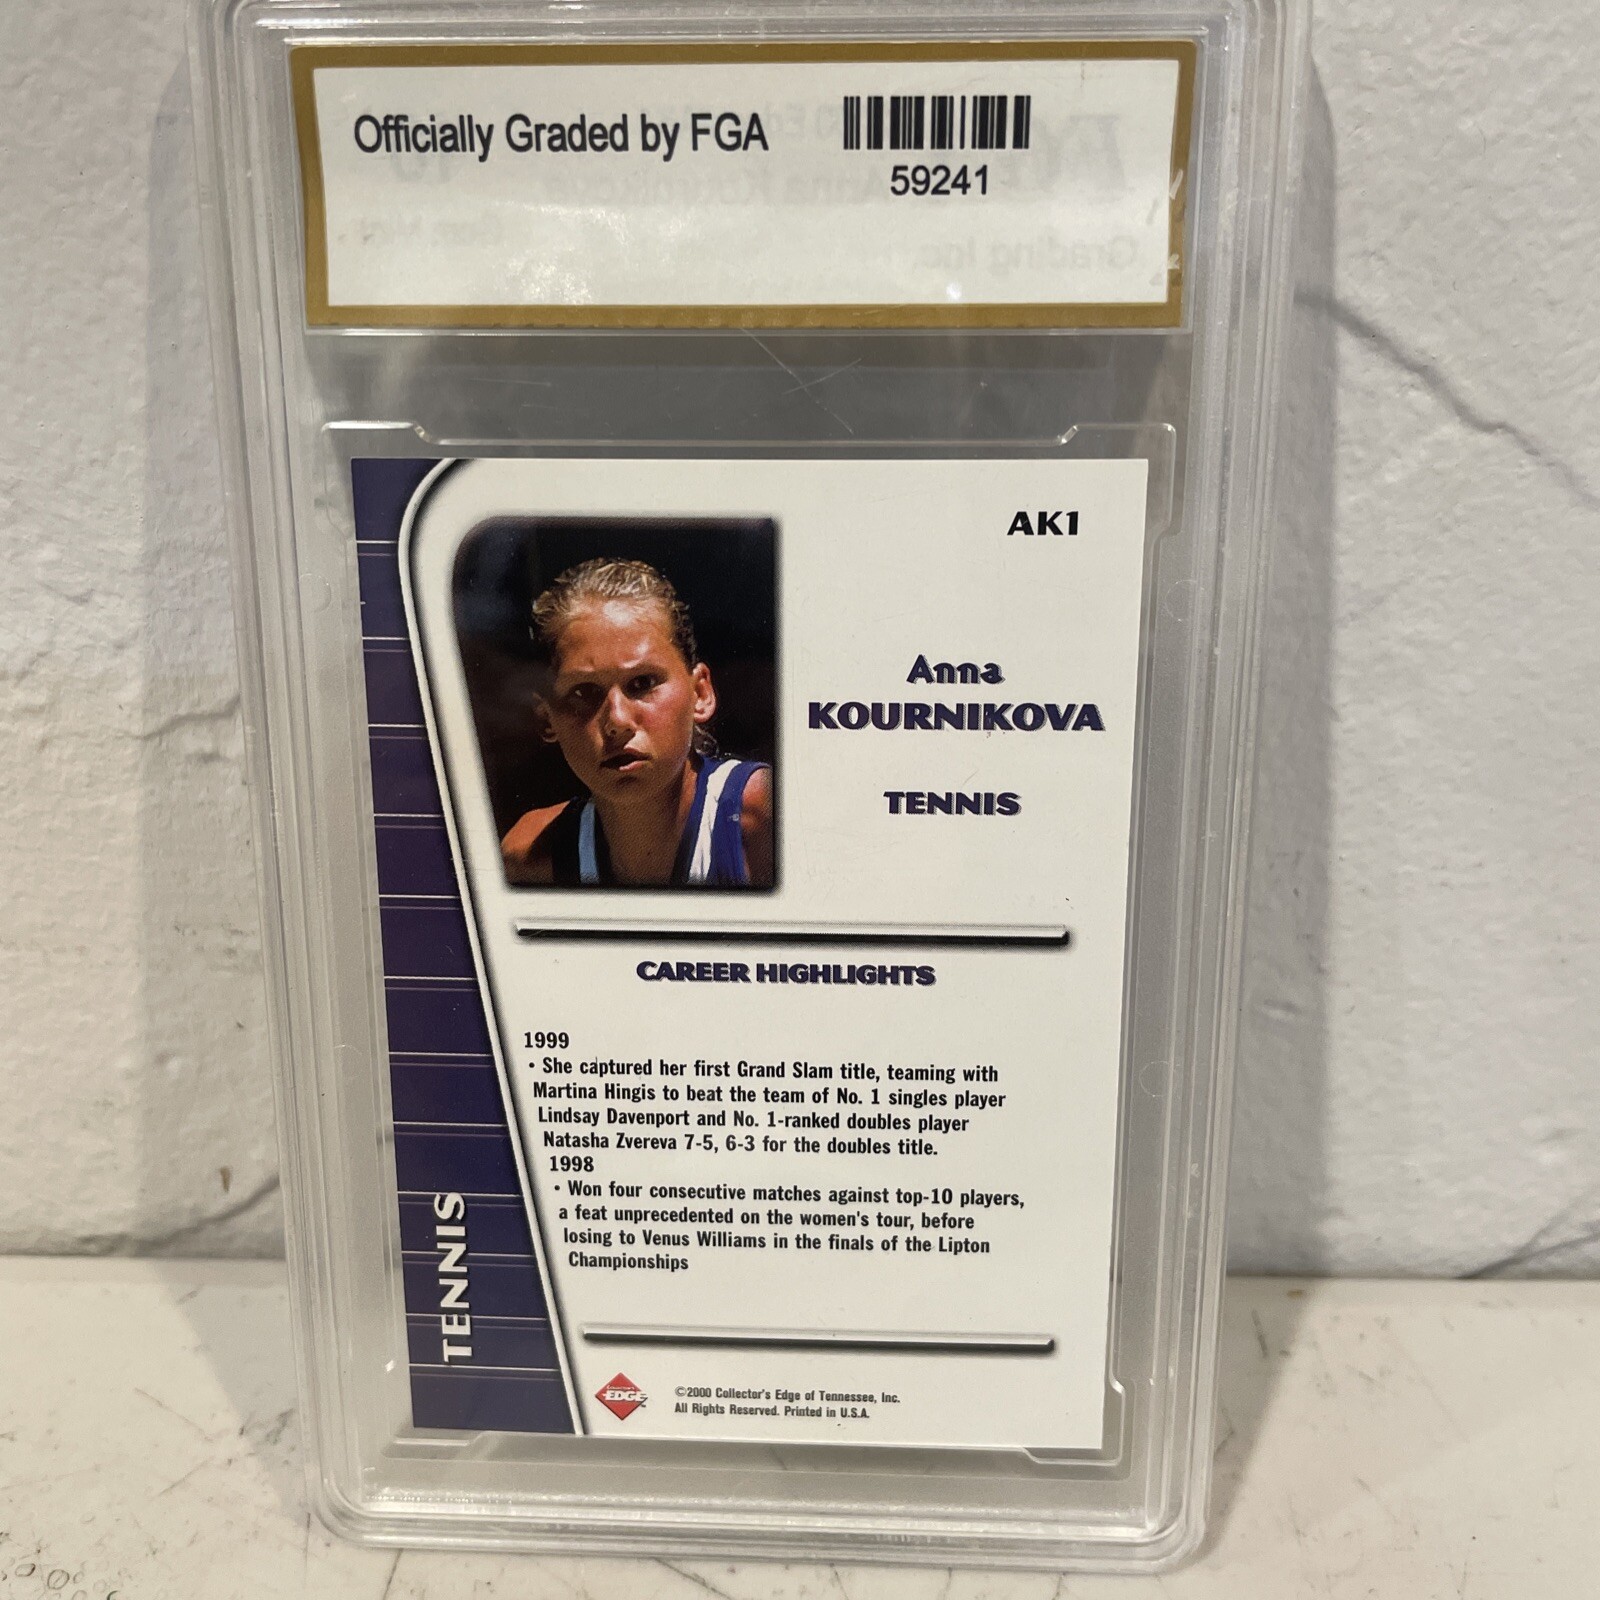 Officially Graded by FGA
59241
AK1
Anna
KOURNIKOVA
TENNIS
CAREER HIGHLIGHTS
1999
• She captured her first Grand Slam title, teaming with
Martina Hingis to beat the team of No. 1 singles player
Lindsay Davenport and No. 1-ranked doubles player
Natasha Zvereva 7-5, 6-3 for the doubles title.
1998
• Won four consecutive matches against top-10 players,
a feat unprecedented on the women's tour, before
losing to Venus Williams in the finals of the Lipton
Championships
TENNIS
EDGE
©2000 Collector's Edge of Tennessee, Inc.
All Rights Reserved. Printed in U.S.A.